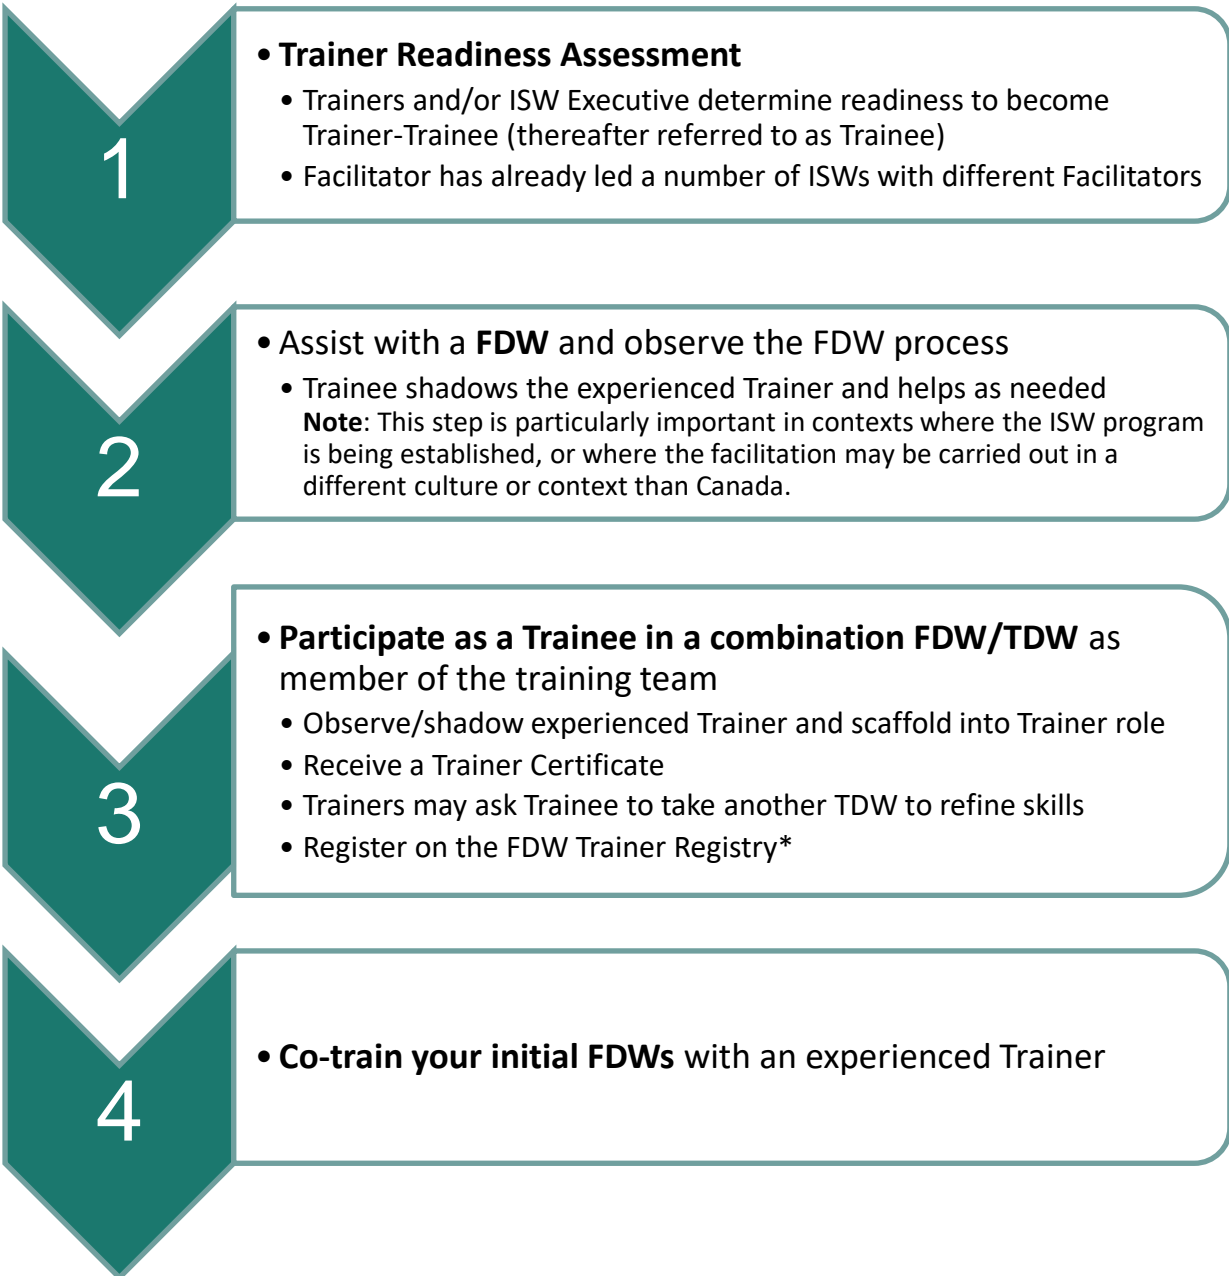 1
• Trainer Readiness Assessment
• Trainers and/or ISW Executive determine readiness to become
Trainer-Trainee (thereafter referred to as Trainee)
• Facilitator has already led a number of ISWs with different Facilitators
2
• Assist with a FDW and observe the FDW process
• Trainee shadows the experienced Trainer and helps as needed
Note: This step is particularly important in contexts where the ISW program
is being established, or where the facilitation may be carried out in a
different culture or context than Canada.
3
• Participate as a Trainee in a combination FDW/TDW as
member of the training team
• Observe/shadow experienced Trainer and scaffold into Trainer role
• Receive a Trainer Certificate
• Trainers may ask Trainee to take another TDW to refine skills
• Register on the FDW Trainer Registry*
4
• Co-train your initial FDWs with an experienced Trainer